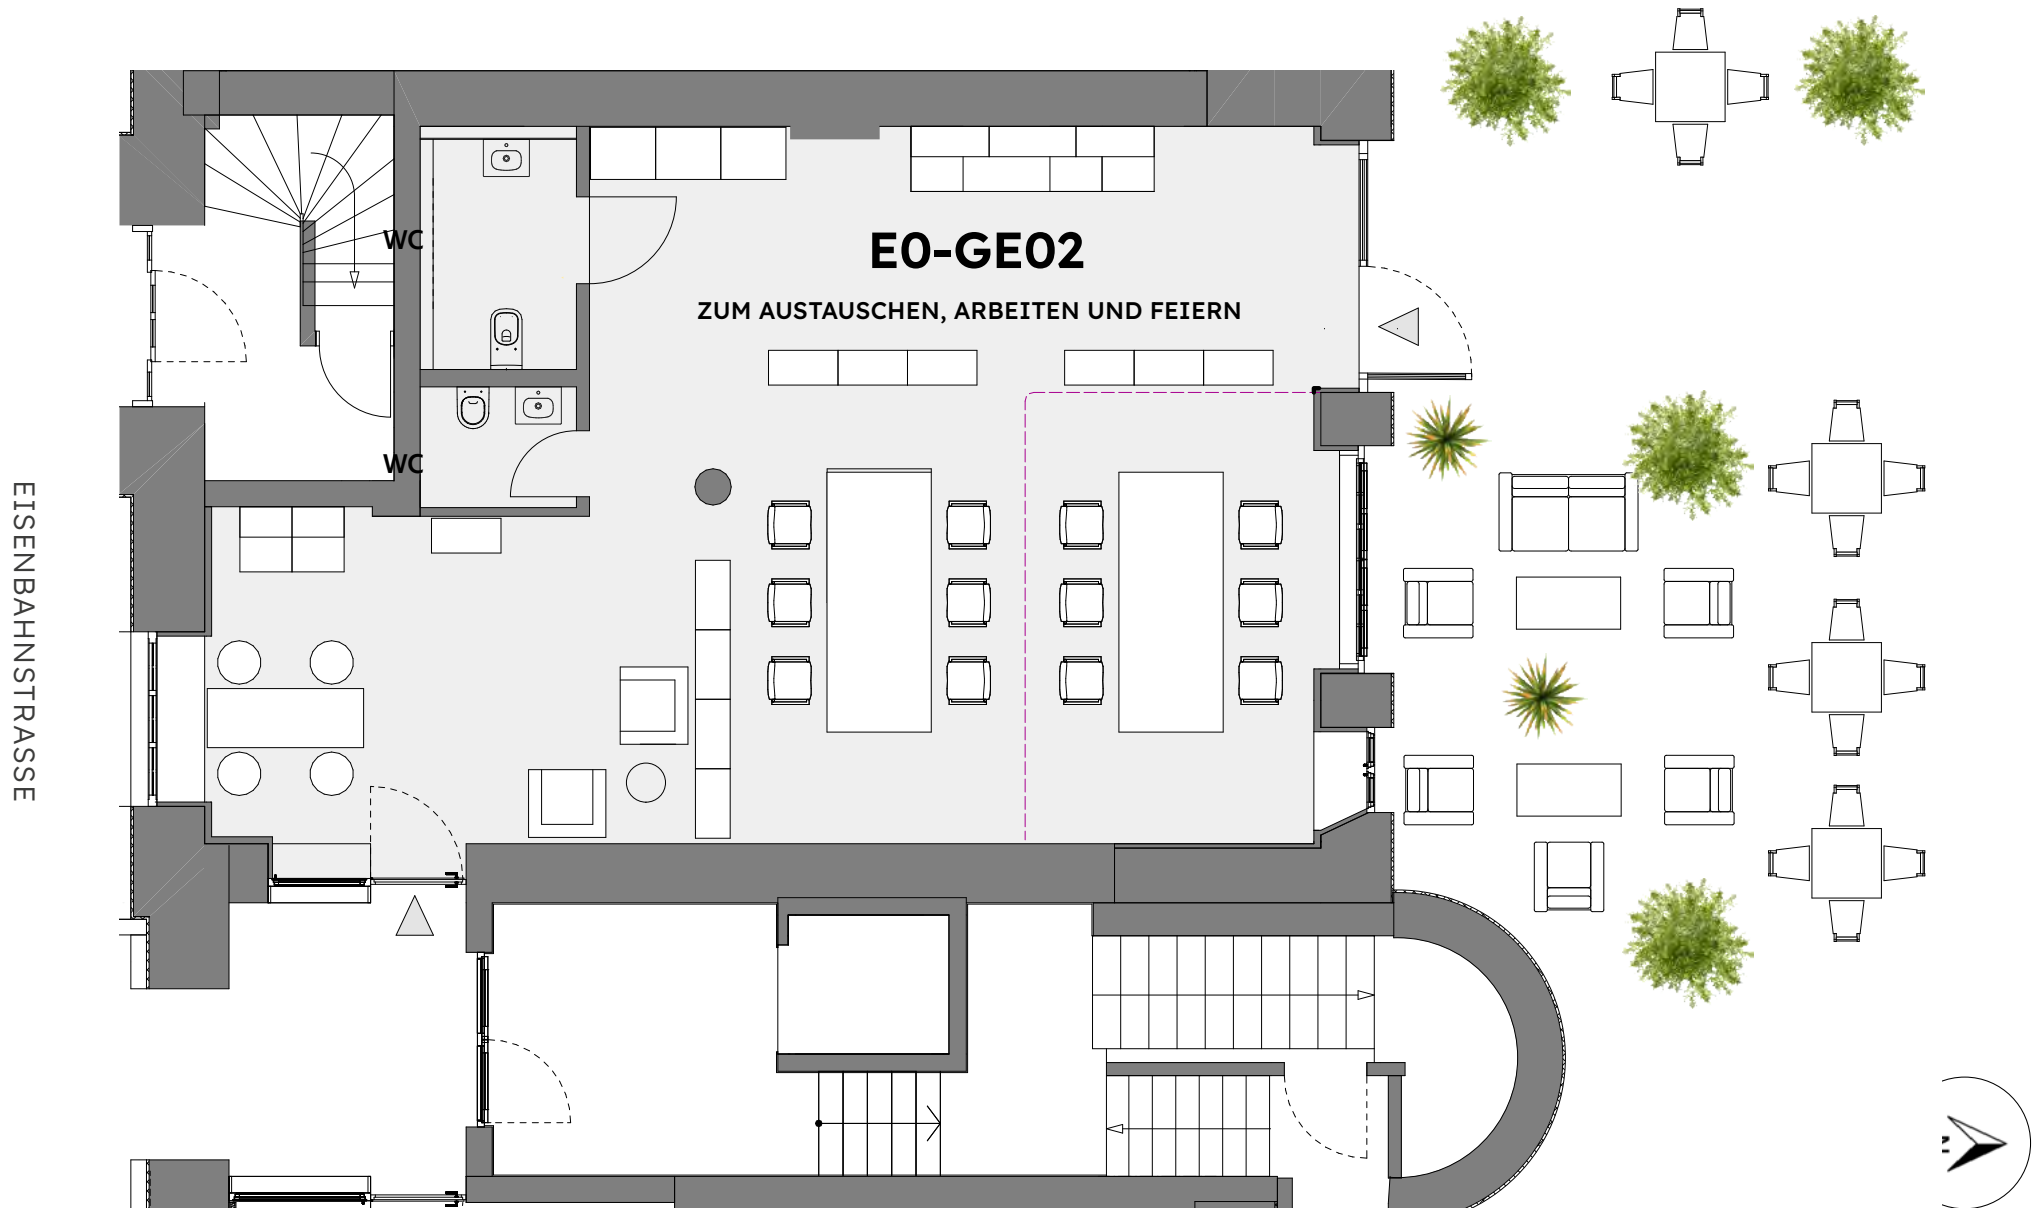 WC
E0-GE02
ZUM AUSTAUSCHEN, ARBEITEN UND FEIERN
WC
EISENBAHNSTRASSE